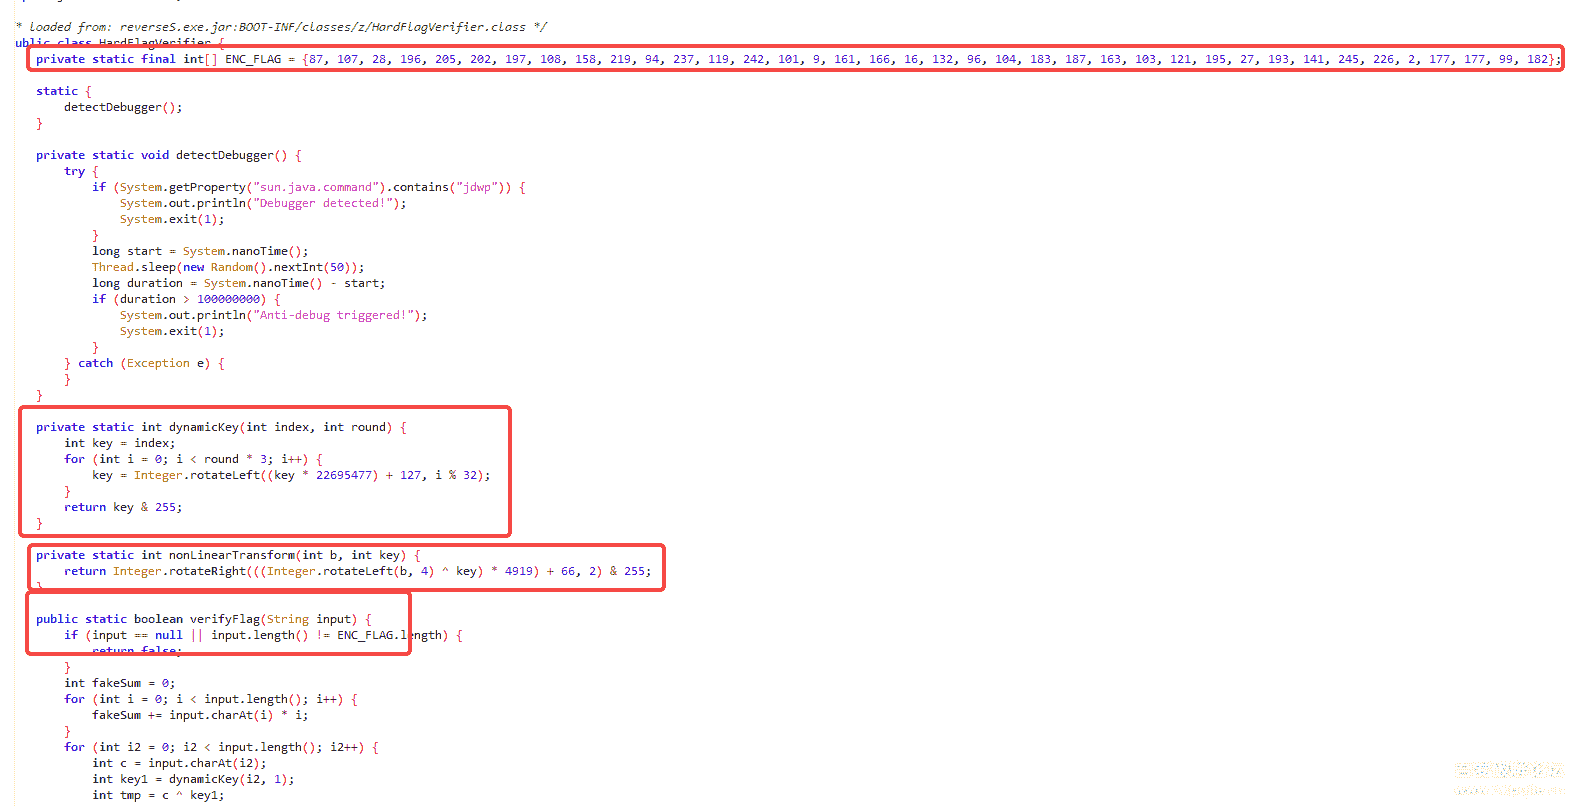 * loaded from: reverseS.exe.jar:BOOT-INF/classes/z/HardFlagVerifier.class */
ublic class HardFlagVerifier {
private static final int[] ENC_FLAG = {87, 107, 28, 196, 205, 202, 197, 108, 158, 219, 94, 237, 119, 242, 101, 9, 161, 166, 16, 132, 96, 104, 183, 187, 163, 103, 121, 195, 27, 193, 141, 245, 226, 2, 177, 177, 99, 182};
static {
detectDebugger();
}
private static void detectDebugger() {
try {
if (System.getProperty("sun.java.command").contains("jdwp")) {
System.out.println("Debugger detected!");
System.exit(1);
}
long start = System.nanoTime();
Thread.sleep(new Random().nextInt(50));
long duration = System.nanoTime() - start;
if (duration > 100000000) {
System.out.println("Anti-debug triggered!");
System.exit(1);
}
} catch (Exception e) {
}
}
private static int dynamicKey(int index, int round) {
int key = index;
for (int i = 0; i < round * 3; i++) {
key = Integer.rotateLeft((key * 22695477) + 127, i % 32);
}
return key & 255;
}
private static int nonLinearTransform(int b, int key) {
return Integer.rotateRight(((Integer.rotateLeft(b, 4) ^ key) * 4919) + 66, 2) & 255;
}
public static boolean verifyFlag(String input) {
if (input == null || input.length() != ENC_FLAG.length) {
return false;
}
int fakeSum = 0;
for (int i = 0; i < input.length(); i++) {
fakeSum += input.charAt(i) * i;
}
for (int i2 = 0; i2 < input.length(); i2++) {
int c = input.charAt(i2);
int key1 = dynamicKey(i2, 1);
int tmp = c ^ key1;